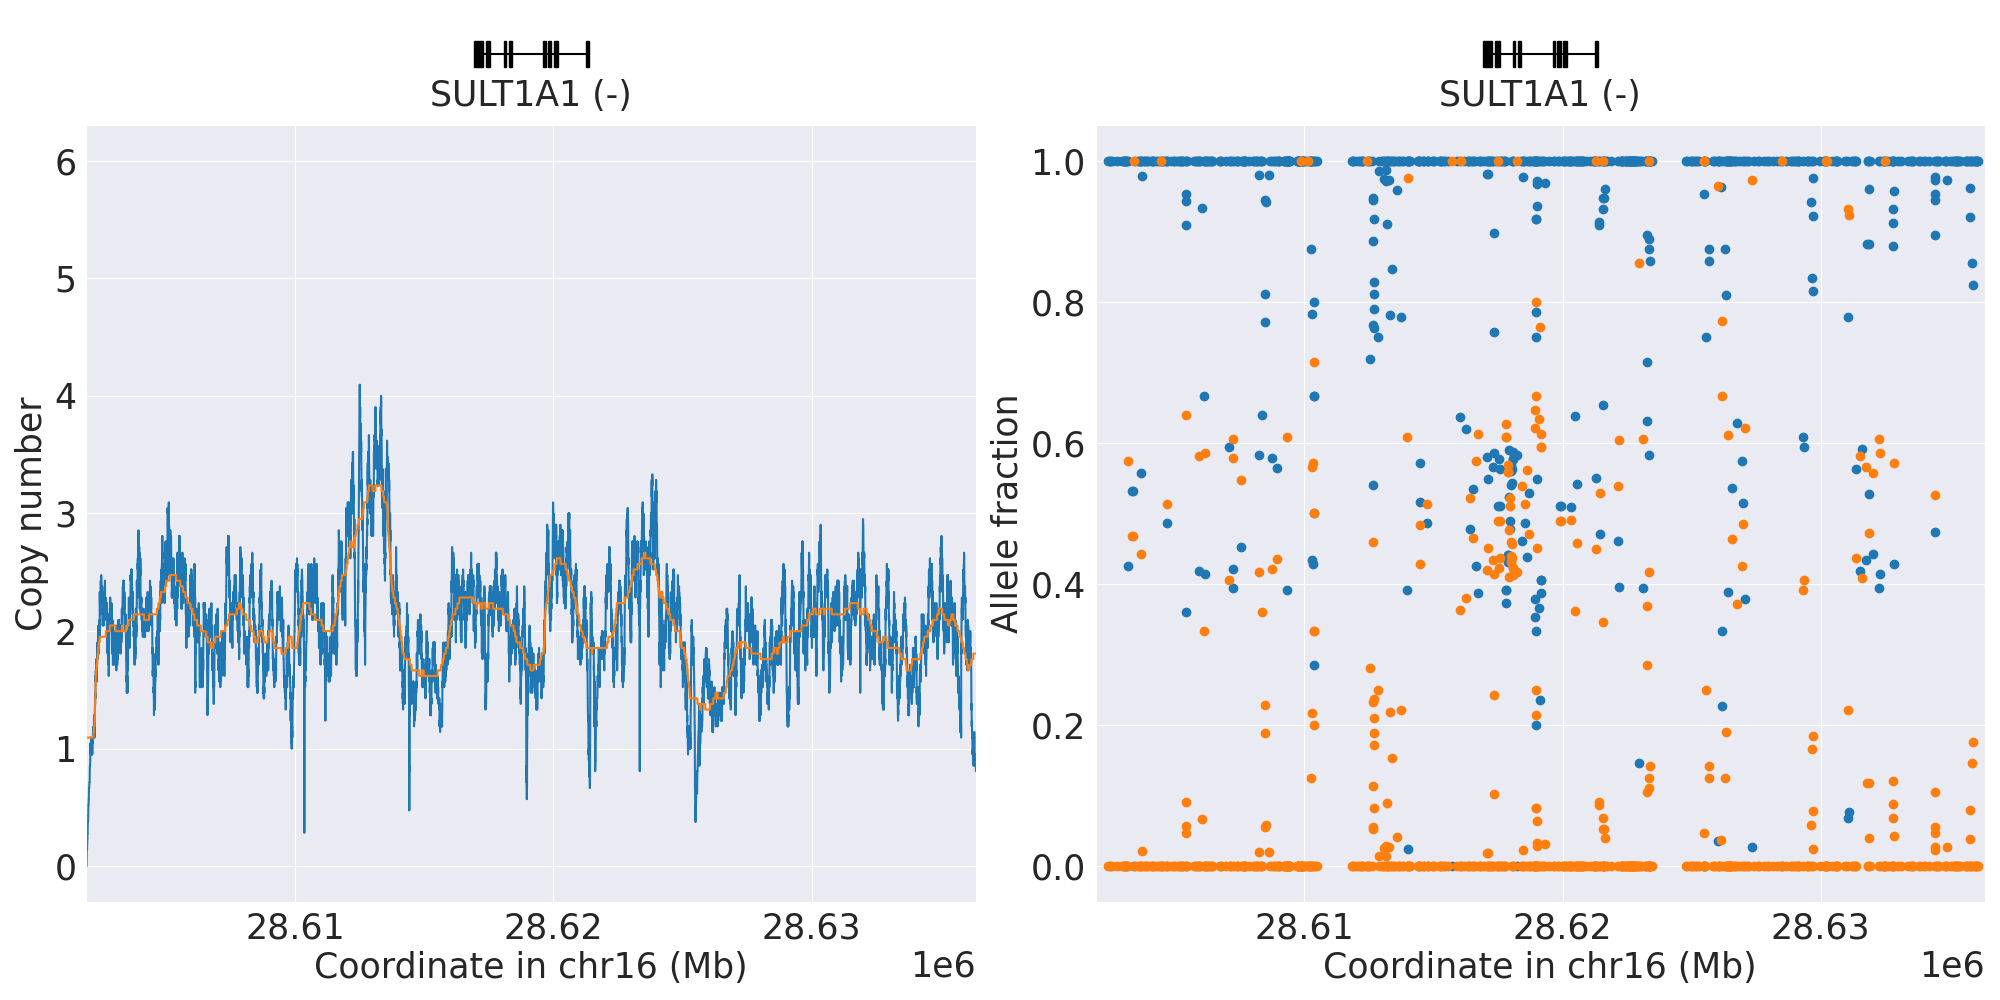 SULT1A1 (-)
6
5
4
3
2
1
0
Copy number
28.61
28.62
28.63
Coordinate in chr16 (Mb)
1e6
SULT1A1 (-)
1.0
0.8
0.6
0.4
0.2
0.0
Allele fraction
28.61
28.62
28.63
Coordinate in chr16 (Mb)
1e6